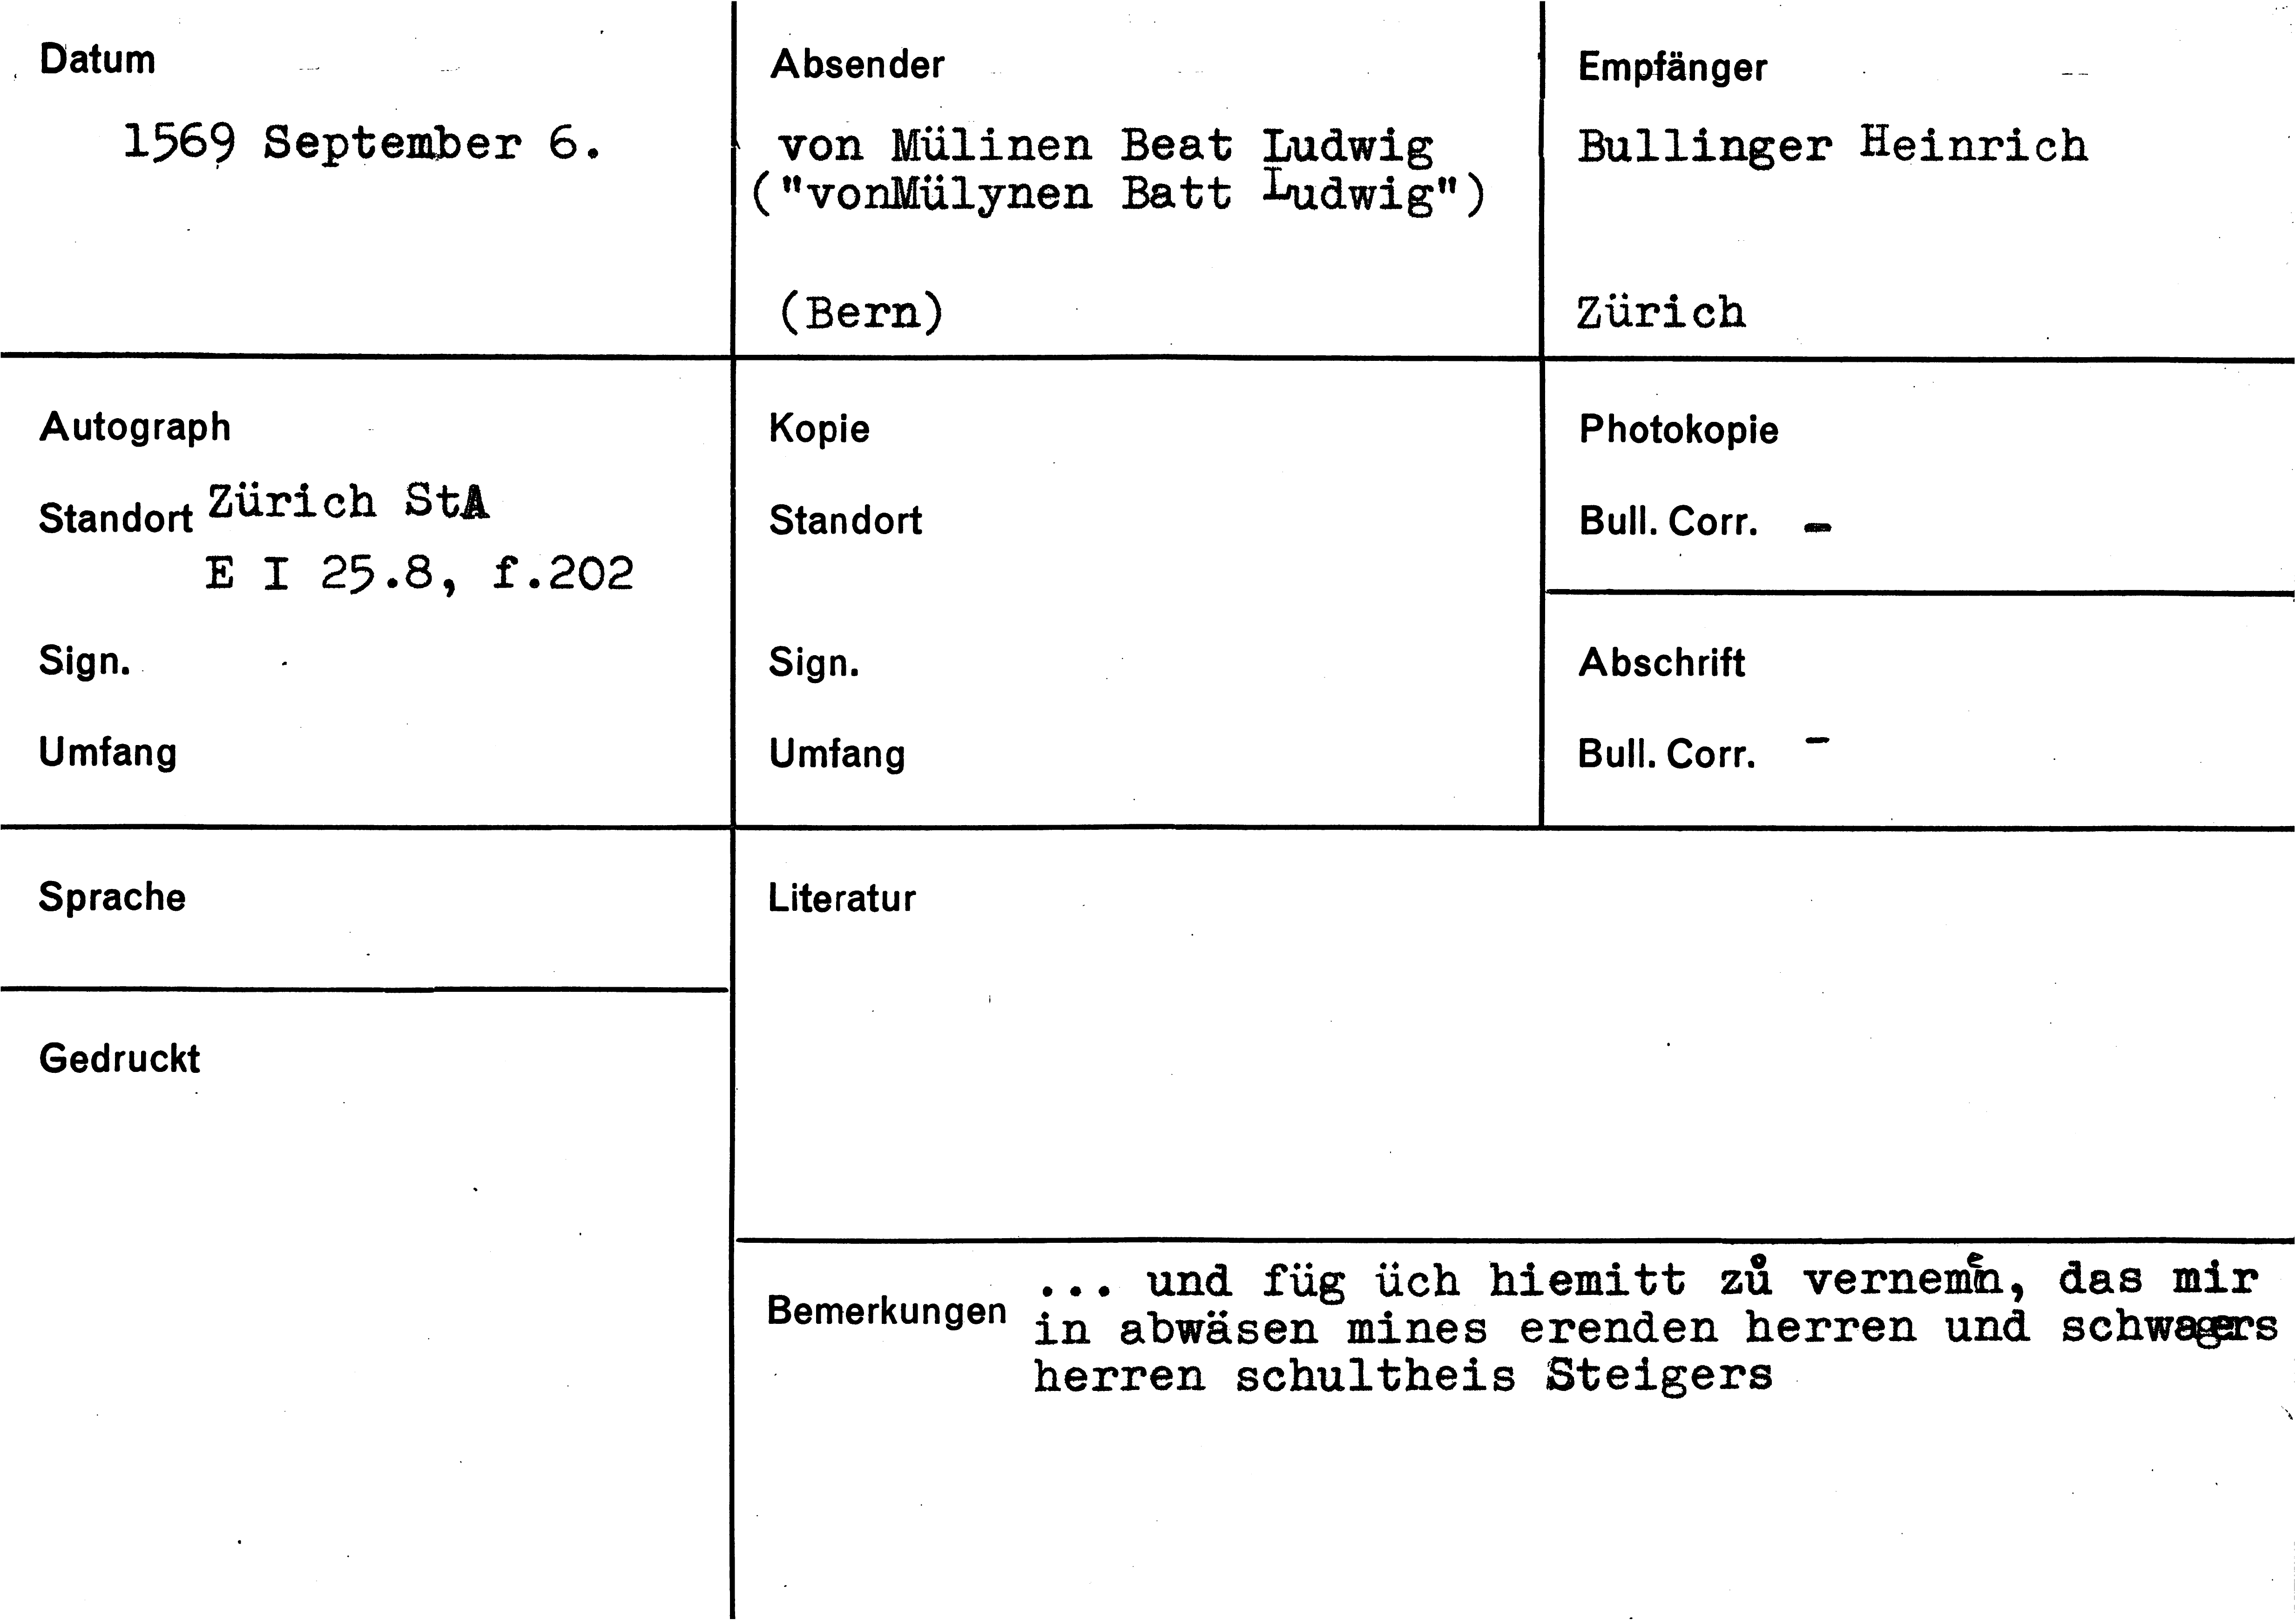 Datum
1569 September 6.
Absender
von Mülinen Beat Ludwig
("vonMülynen Batt Ludwig")
(Bern)
Empfänger
Bullinger Heinrich
Zürich
Autograph
Standort Zürich StA
E I 25.8, f.202
Sign.
Umfang
Kopie
Standort
Sign.
Umfang
Photokopie
Bull. Corr. -
Abschrift
Bull. Corr. -
Sprache
Gedruckt
Literatur
Bemerkungen
... und füg üch hiemitt zů vernemen, das mir
in abwäsen mines erenden herren und schwagers
herren schultheis Steigers